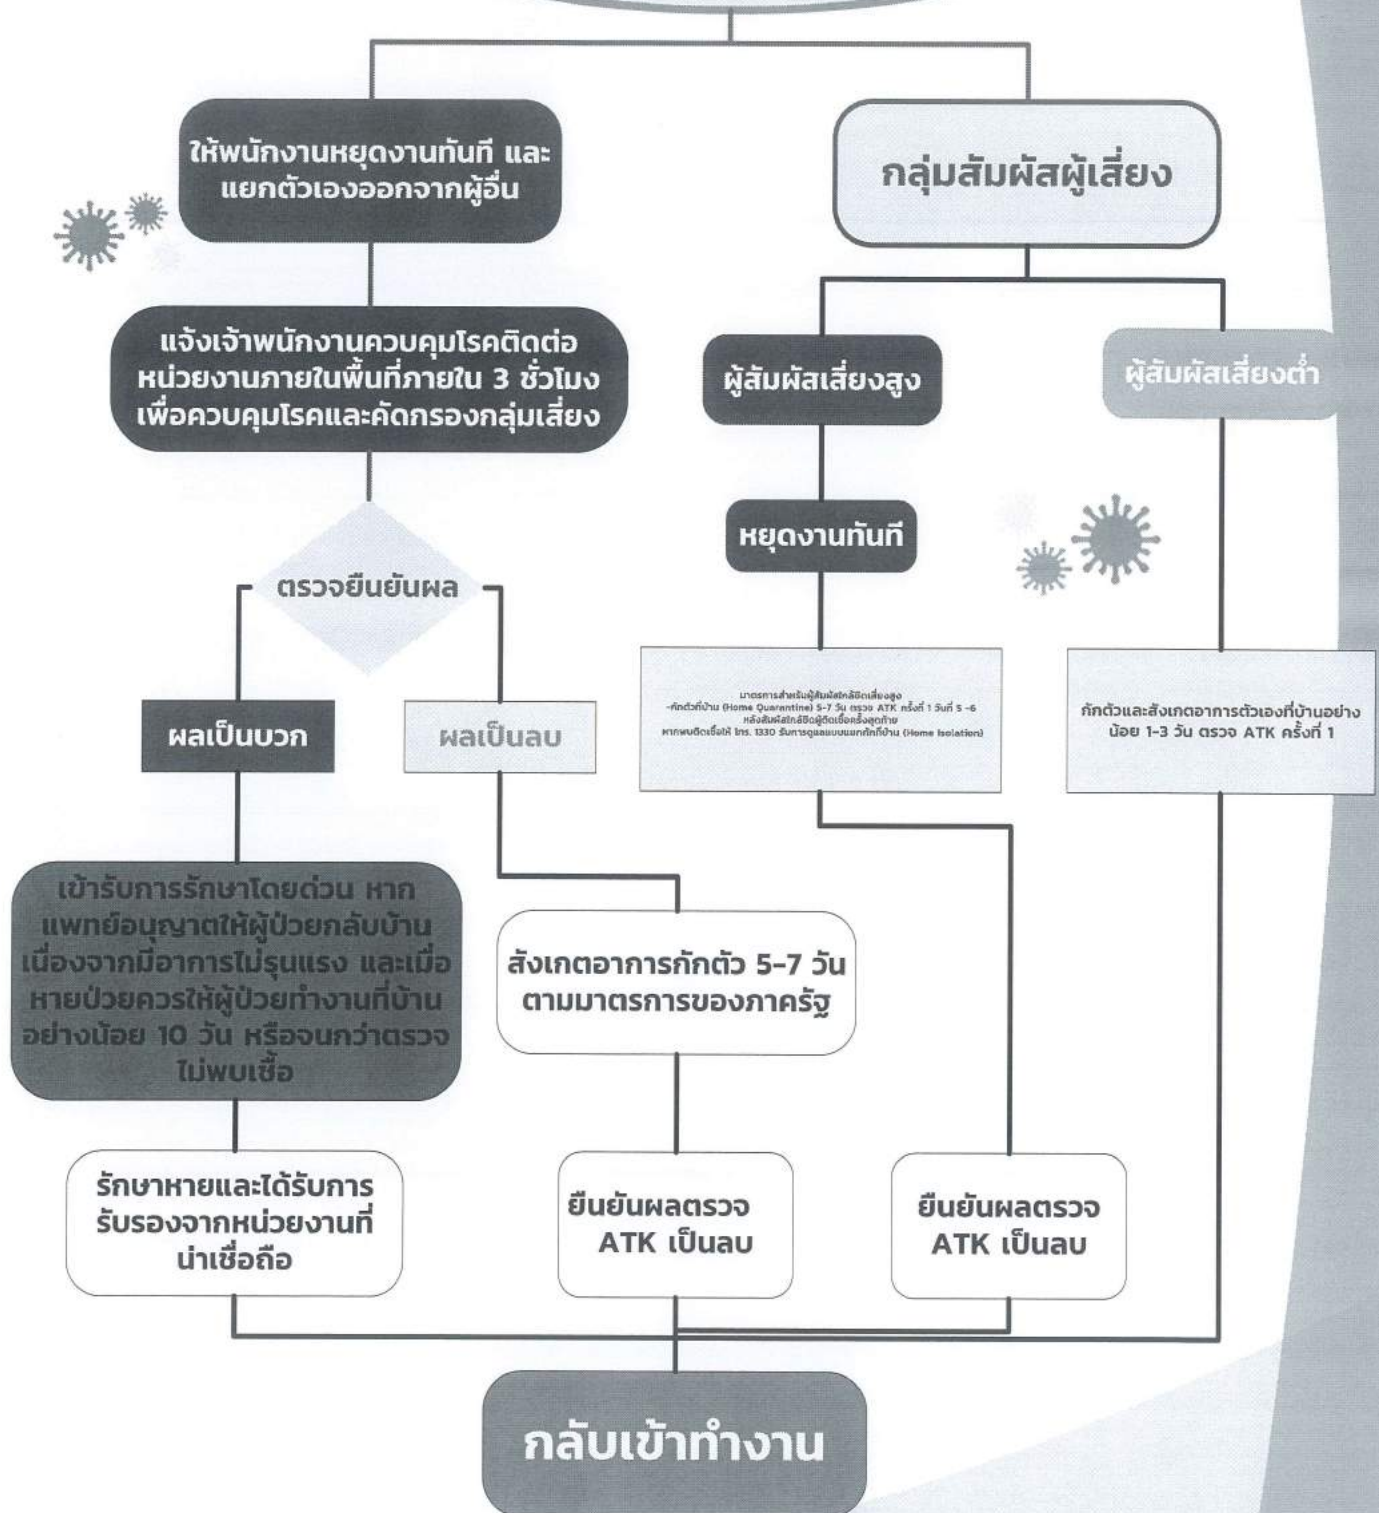 ให้พนักงานหยุดงานทันที และ
แยกตัวเองออกจากผู้อื่น
กลุ่มสัมผัสผู้เสี่ยง
แจ้งเจ้าพนักงานควบคุมโรคติดต่อ
หน่วยงานภายในพื้นที่ภายใน 3 ชั่วโมง
เพื่อควบคุมโรคและคัดกรองกลุ่มเสี่ยง
ผู้สัมผัสเสี่ยงสูง
ผู้สัมผัสเสี่ยงต่ำ
หยุดงานทันที
ตรวจยืนยันผล
มาตรการสำหรับผู้สัมผัสใกล้ชิดเสี่ยงสูง
-กักตัวที่บ้าน (Home Quarantine) 5-7 วัน ตรวจ ATK ครั้งที่ 1 วันที่ 5 -6
หลังสัมผัสใกล้ชิดผู้ติดเชื้อครั้งสุดท้าย
หากพบติดเชื้อให้ โทร. 1330 รับการดูแลแบบแยกกักที่บ้าน (Home Isolation)
กักตัวและสังเกตอาการตัวเองที่บ้านอย่าง
น้อย 1-3 วัน ตรวจ ATK ครั้งที่ 1
ผลเป็นบวก
ผลเป็นลบ
เข้ารับการรักษาโดยด่วน หาก
แพทย์อนุญาตให้ผู้ป่วยกลับบ้าน
เนื่องจากมีอาการไม่รุนแรง และเมื่อ
หายป่วยควรให้ผู้ป่วยทำงานที่บ้าน
อย่างน้อย 10 วัน หรือจนกว่าตรวจ
ไม่พบเชื้อ
สังเกตอาการกักตัว 5-7 วัน
ตามมาตรการของภาครัฐ
รักษาหายและได้รับการ
รับรองจากหน่วยงานที่
น่าเชื่อถือ
ยืนยันผลตรวจ
ATK เป็นลบ
ยืนยันผลตรวจ
ATK เป็นลบ
กลับเข้าทำงาน